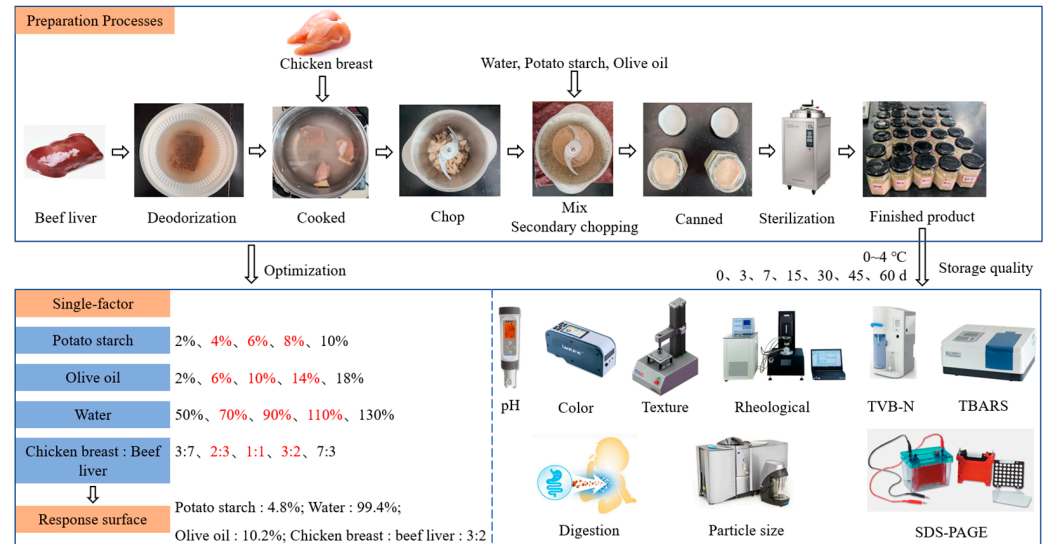 Preparation Processes
Chicken breast
Water, Potato starch, Olive oil
Beef liver
Deodorization
Cooked
Chop
Mix
Secondary chopping
Canned
Sterilization
Finished product
Optimization
0~4 ℃
0、3、7、15、30、45、60 d
Storage quality
Single-factor
Potato starch
2%、4%、6%、8%、10%
Olive oil
2%、6%、10%、14%、18%
Water
50%、70%、90%、110%、130%
Chicken breast : Beef
liver
3:7、2:3、1:1、3:2、7:3
Response surface
Potato starch : 4.8%; Water : 99.4%;
Olive oil : 10.2%; Chicken breast : beef liver : 3:2
pH
Color
Texture
Rheological
TVB-N
TBARS
Digestion
Particle size
SDS-PAGE